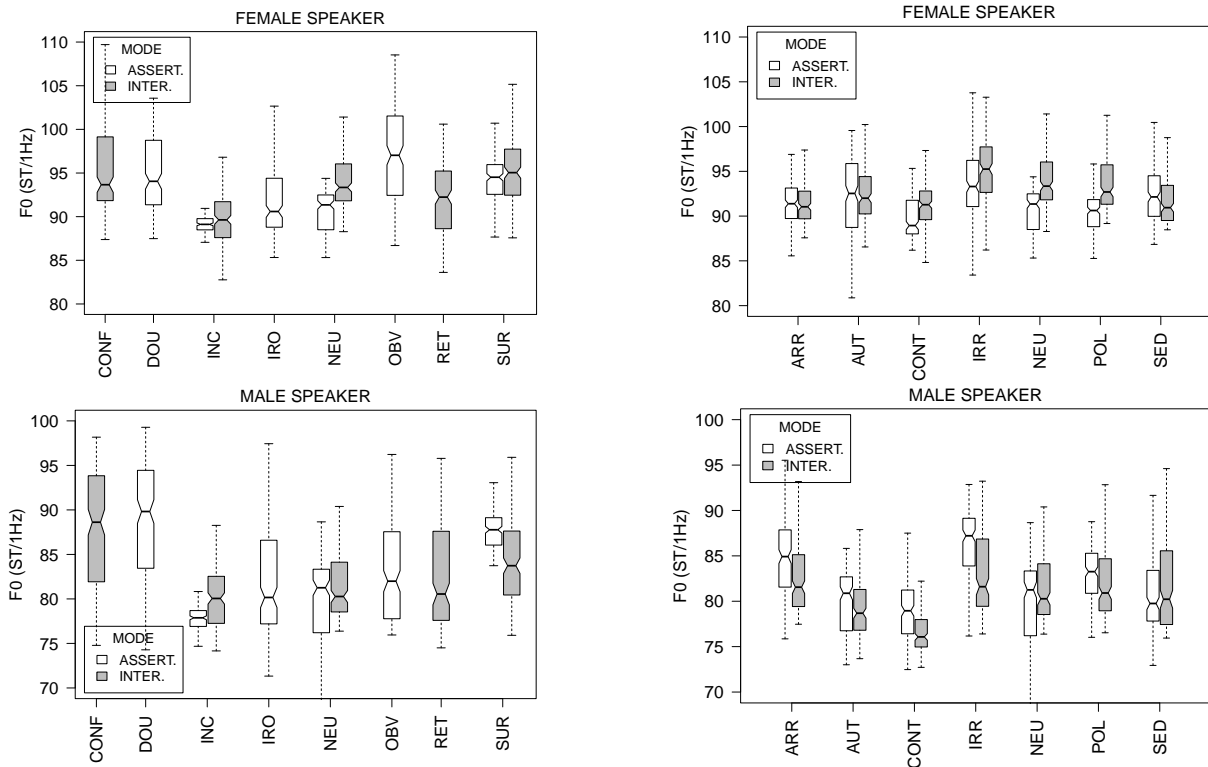 FEMALE SPEAKER
MODE
ASSERT.
INTER.
F0 (ST/1Hz)
110
105
100
95
90
85
80
CONF
DOU
INC
IRO
NEU
OBV
RET
SUR
FEMALE SPEAKER
MODE
ASSERT.
INTER.
F0 (ST/1Hz)
110
105
100
95
90
85
80
ARR
AUT
CONT
IRR
NEU
POL
SED
MALE SPEAKER
MODE
ASSERT.
INTER.
F0 (ST/1Hz)
100
95
90
85
80
75
70
CONF
DOU
INC
IRO
NEU
OBV
RET
SUR
MALE SPEAKER
MODE
ASSERT.
INTER.
F0 (ST/1Hz)
100
95
90
85
80
75
70
ARR
AUT
CONT
IRR
NEU
POL
SED